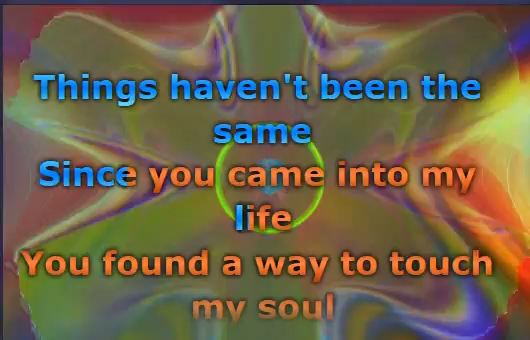 Things haven't been the
same
Since you came into my
life
You found a way to touch
my soul